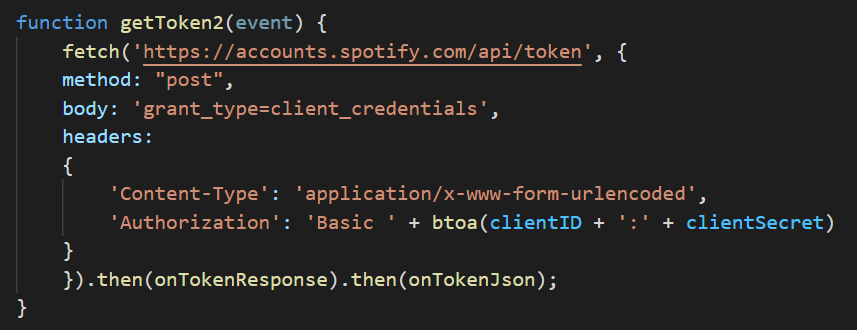 function getToken2(event) {
    fetch('https://accounts.spotify.com/api/token', {
    method: "post",
    body: 'grant_type=client_credentials',
    headers:
    {
        'Content-Type': 'application/x-www-form-urlencoded',
        'Authorization': 'Basic ' + btoa(clientID + ':' + clientSecret)
    }
    }).then(onTokenResponse).then(onTokenJson);
}